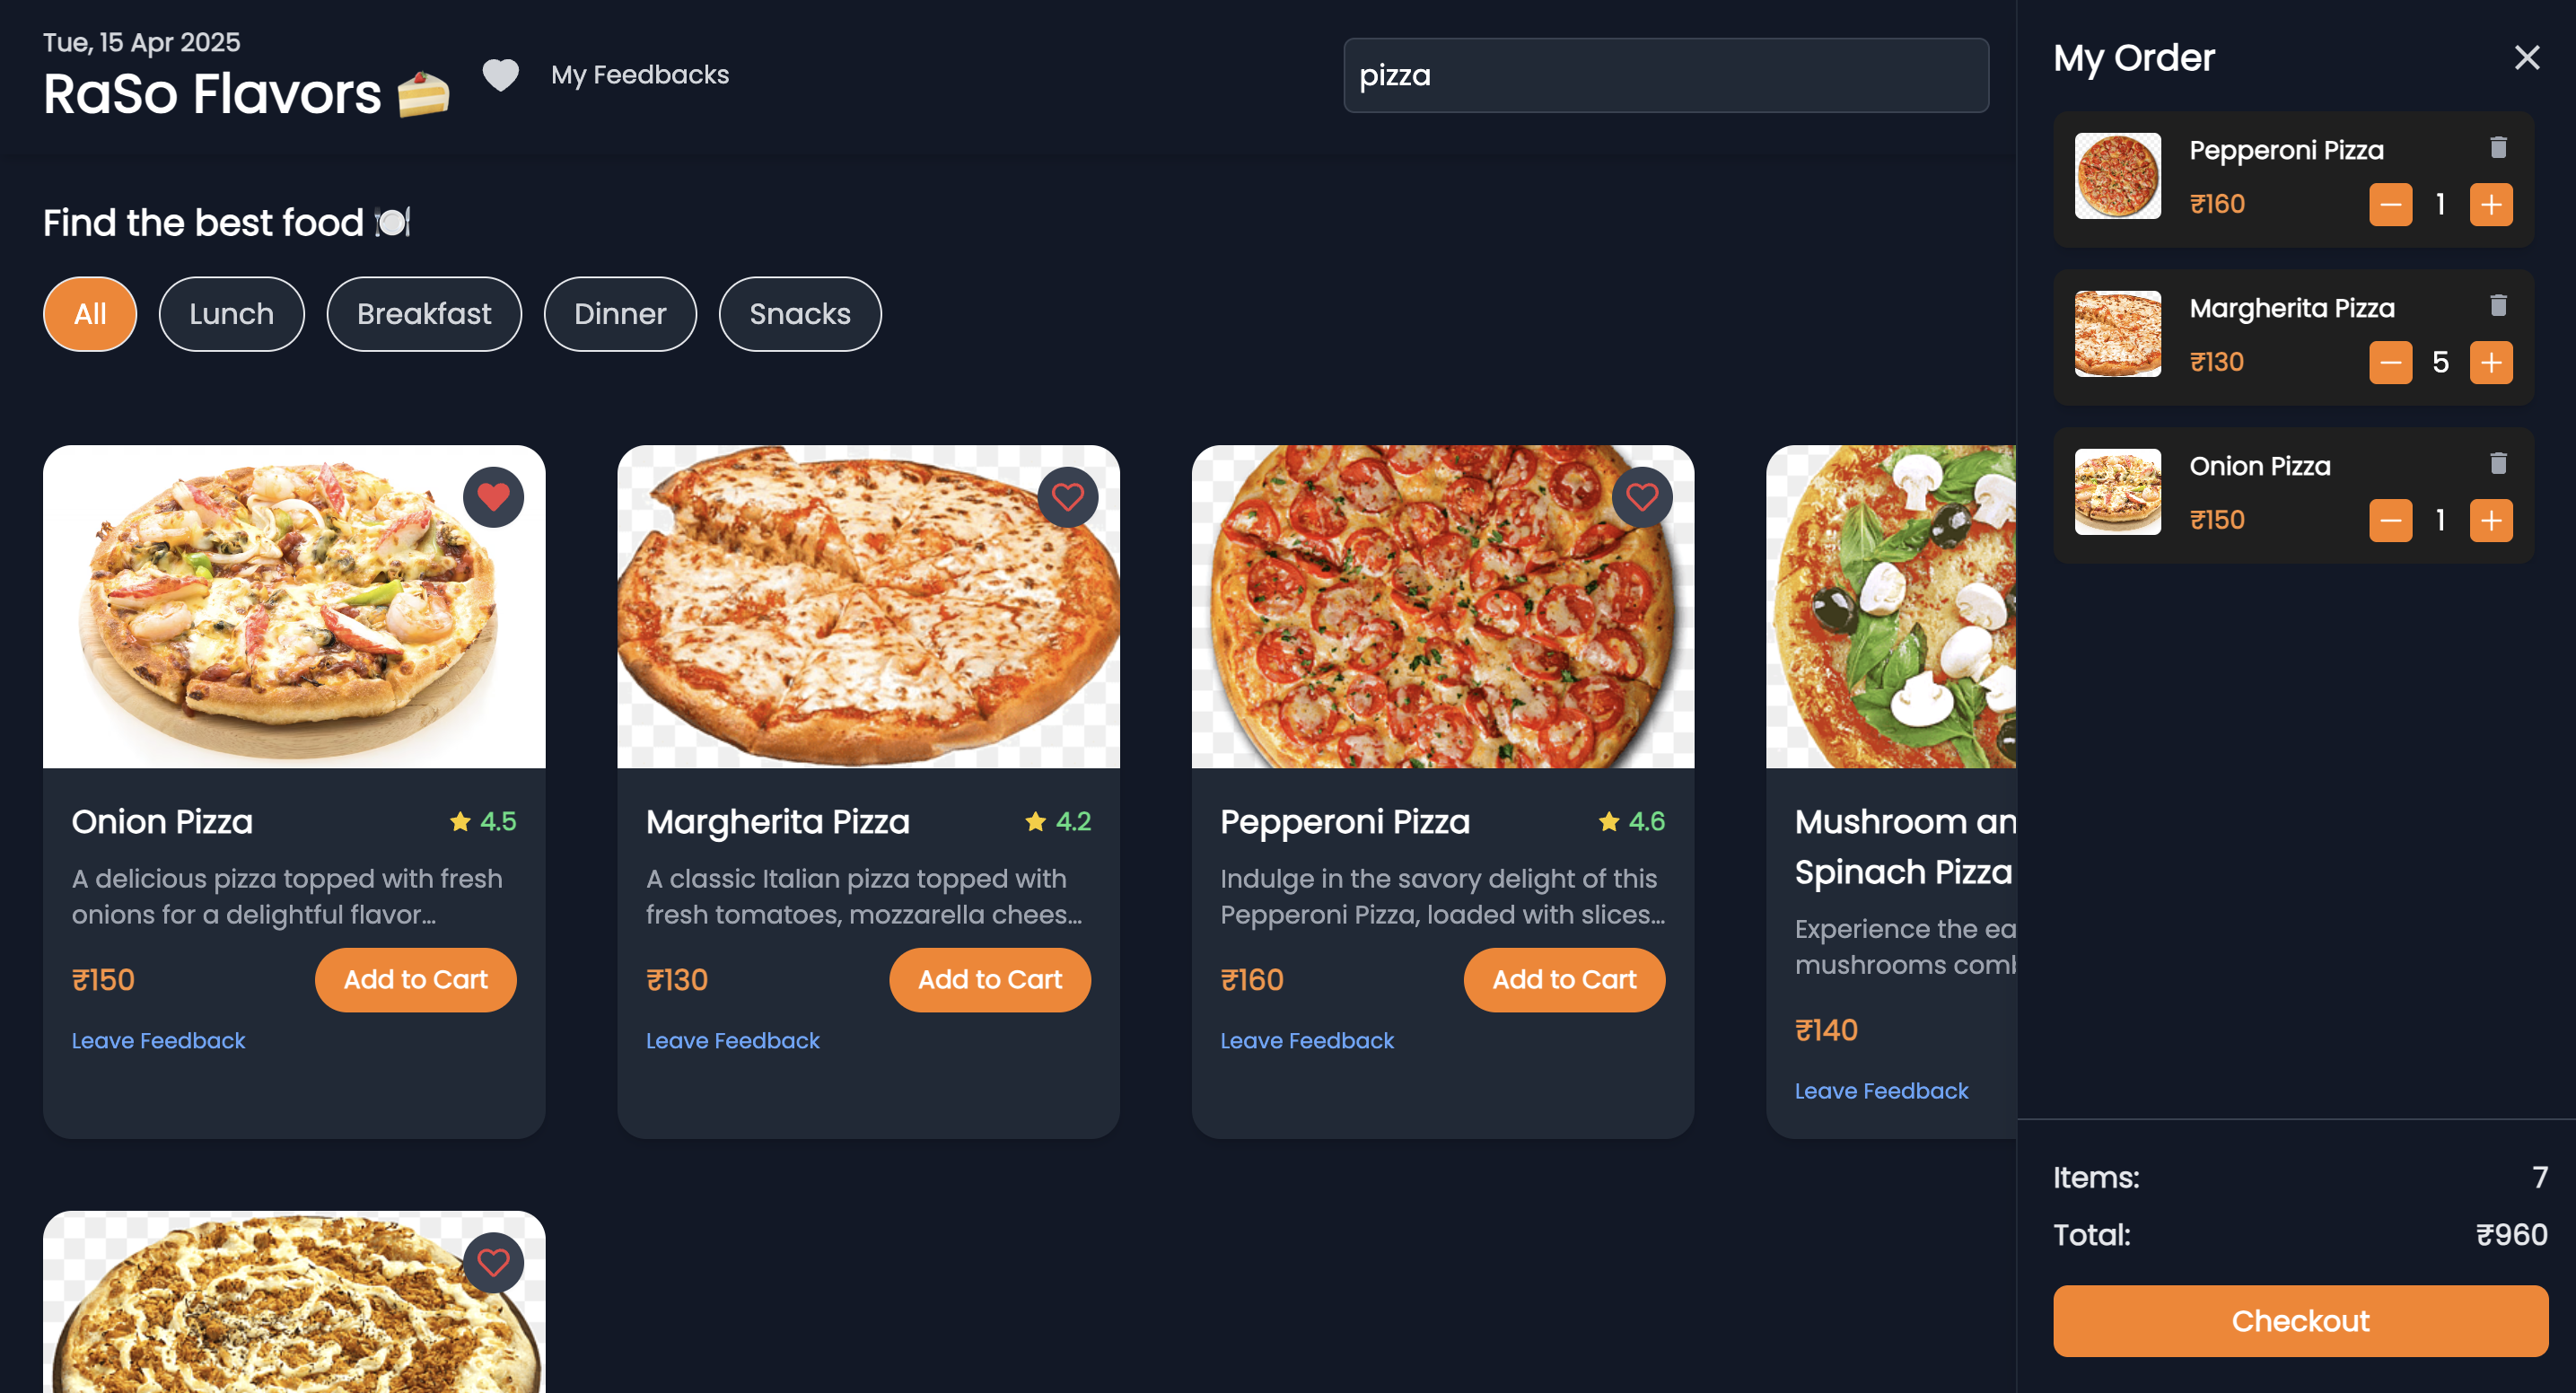 Tue, 15 Apr 2025
RaSo Flavors
My Feedbacks
pizza
Find the best food
All
Lunch
Breakfast
Dinner
Snacks
Onion Pizza
4.5
A delicious pizza topped with fresh
onions for a delightful flavor...
₹150
Add to Cart
Leave Feedback
Margherita Pizza
4.2
A classic Italian pizza topped with
fresh tomatoes, mozzarella chees...
₹130
Add to Cart
Leave Feedback
Pepperoni Pizza
4.6
Indulge in the savory delight of this
Pepperoni Pizza, loaded with slices...
₹160
Add to Cart
Leave Feedback
Mushroom an
Spinach Pizza
Experience the ea
mushrooms comb
₹140
Leave Feedback
My Order
Pepperoni Pizza
₹160
1
Margherita Pizza
₹130
5
Onion Pizza
₹150
1
Items: 7
Total: ₹960
Checkout